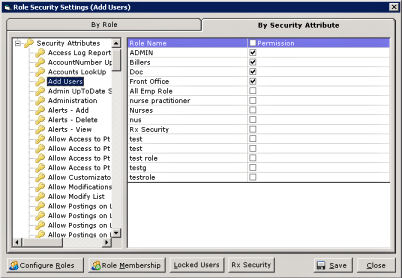 Role Security Settings (Add Users)
By Role
By Security Attribute
Security Attributes
Access Log Report
AccountNumber Up
Accounts LookUp
Add Users
Admin UpToDate S
Administration
Alerts - Add
Alerts - Delete
Alerts - View
Allow Access to Pt
Allow Access to Pt
Allow Access to Pt
Allow Access to Pt
Allow Customizatio
Allow Modifications
Allow Modify List
Allow Postings on L
Allow Postings on L
Allow Postings on L
Allow Postings on L
Role Name
Permission
ADMIN
Billers
Doc
Front Office
All Emp Role
nurse practitioner
Nurses
nus
Rx Security
test
test
test role
testg
testrole
Configure Roles
Role Membership
Locked Users
Rx Security
Save
Close